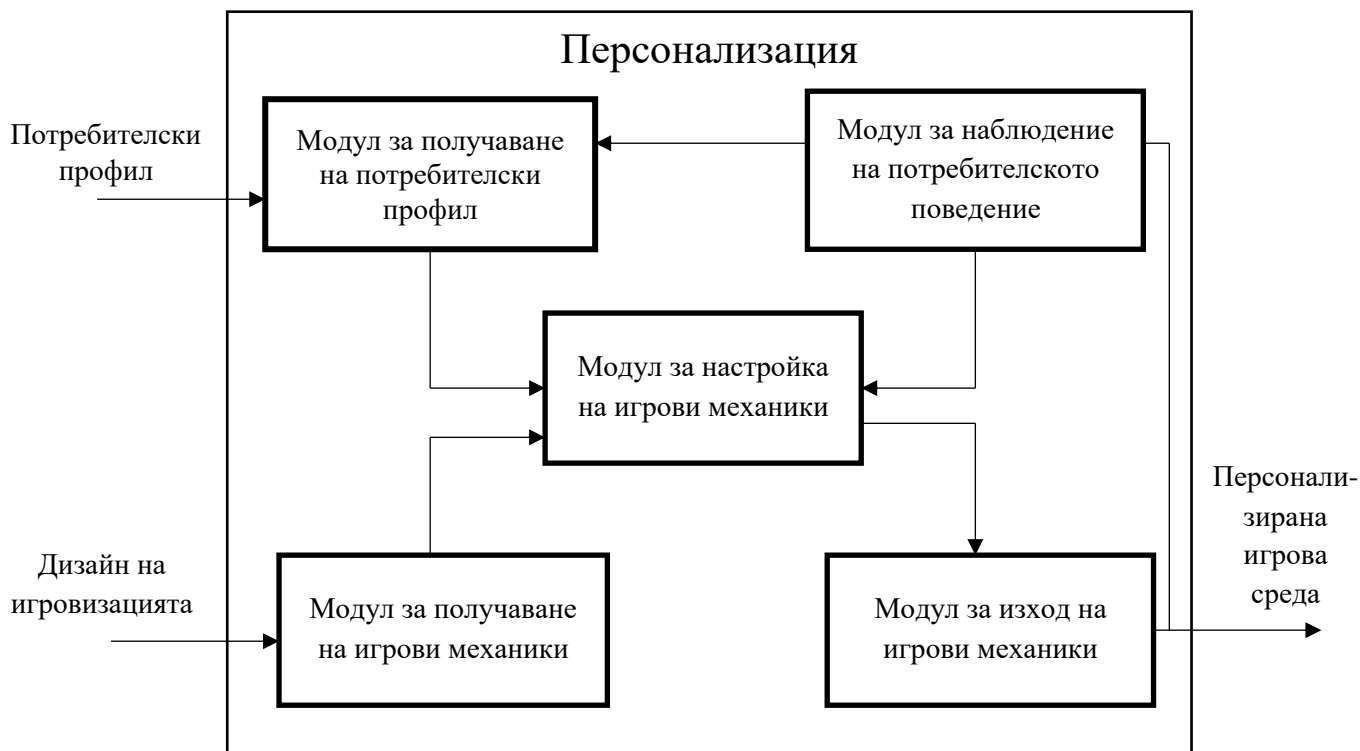 Персонализация
Потребителски
профил
Модул за получаване
на потребителски
профил
Модул за наблюдение
на потребителското
поведение
Модул за настройка
на игрови механики
Дизайн на
игровизацията
Модул за получаване
на игрови механики
Модул за изход на
игрови механики
Персонали-
зирана
игрова
среда